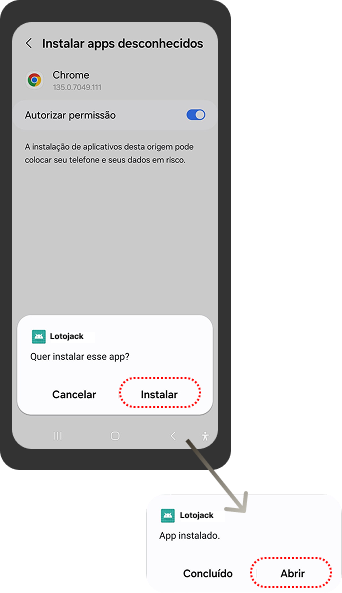 Instalar apps desconhecidos
Chrome
135.0.7049.111
Autorizar permissão
A instalação de aplicativos desta origem pode
colocar seu telefone e seus dados em risco.
Lotojack
Quer instalar esse app?
Cancelar Instalar
Lotojack
App instalado.
Concluído Abrir